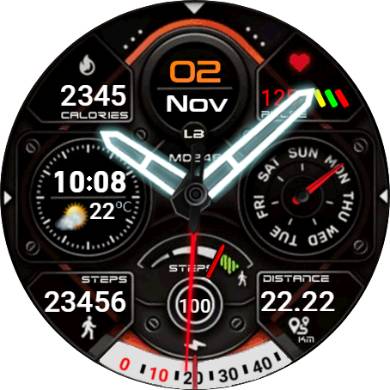 02
Nov
2345
CALORIES
LB
10:08
22°C
SUN MON THU WED TUE FRI SAT
STEPS
23456
STEPS
100
DISTANCE
22.22
KM
0 10 20 30 40